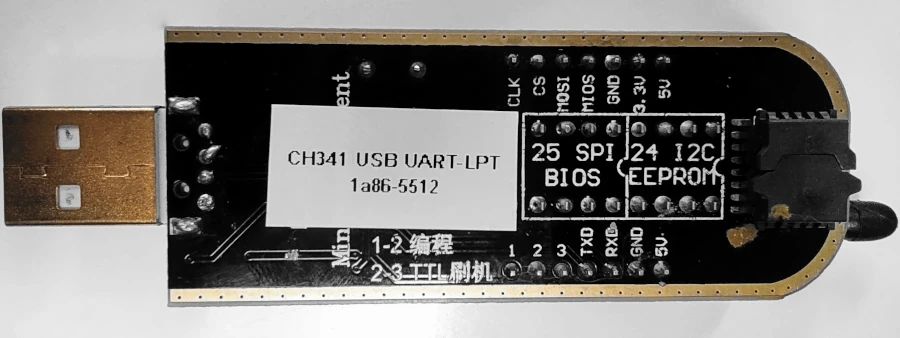 CLK CS MOSI MIOS GND 3.3V 5V
CH341 USB UART-LPT
1a86-5512
25 SPI
BIOS
24 I2C
EEPROM
1-2 编程
2-3 TTL刷机
1 2 3 TXD RXD GND 5V